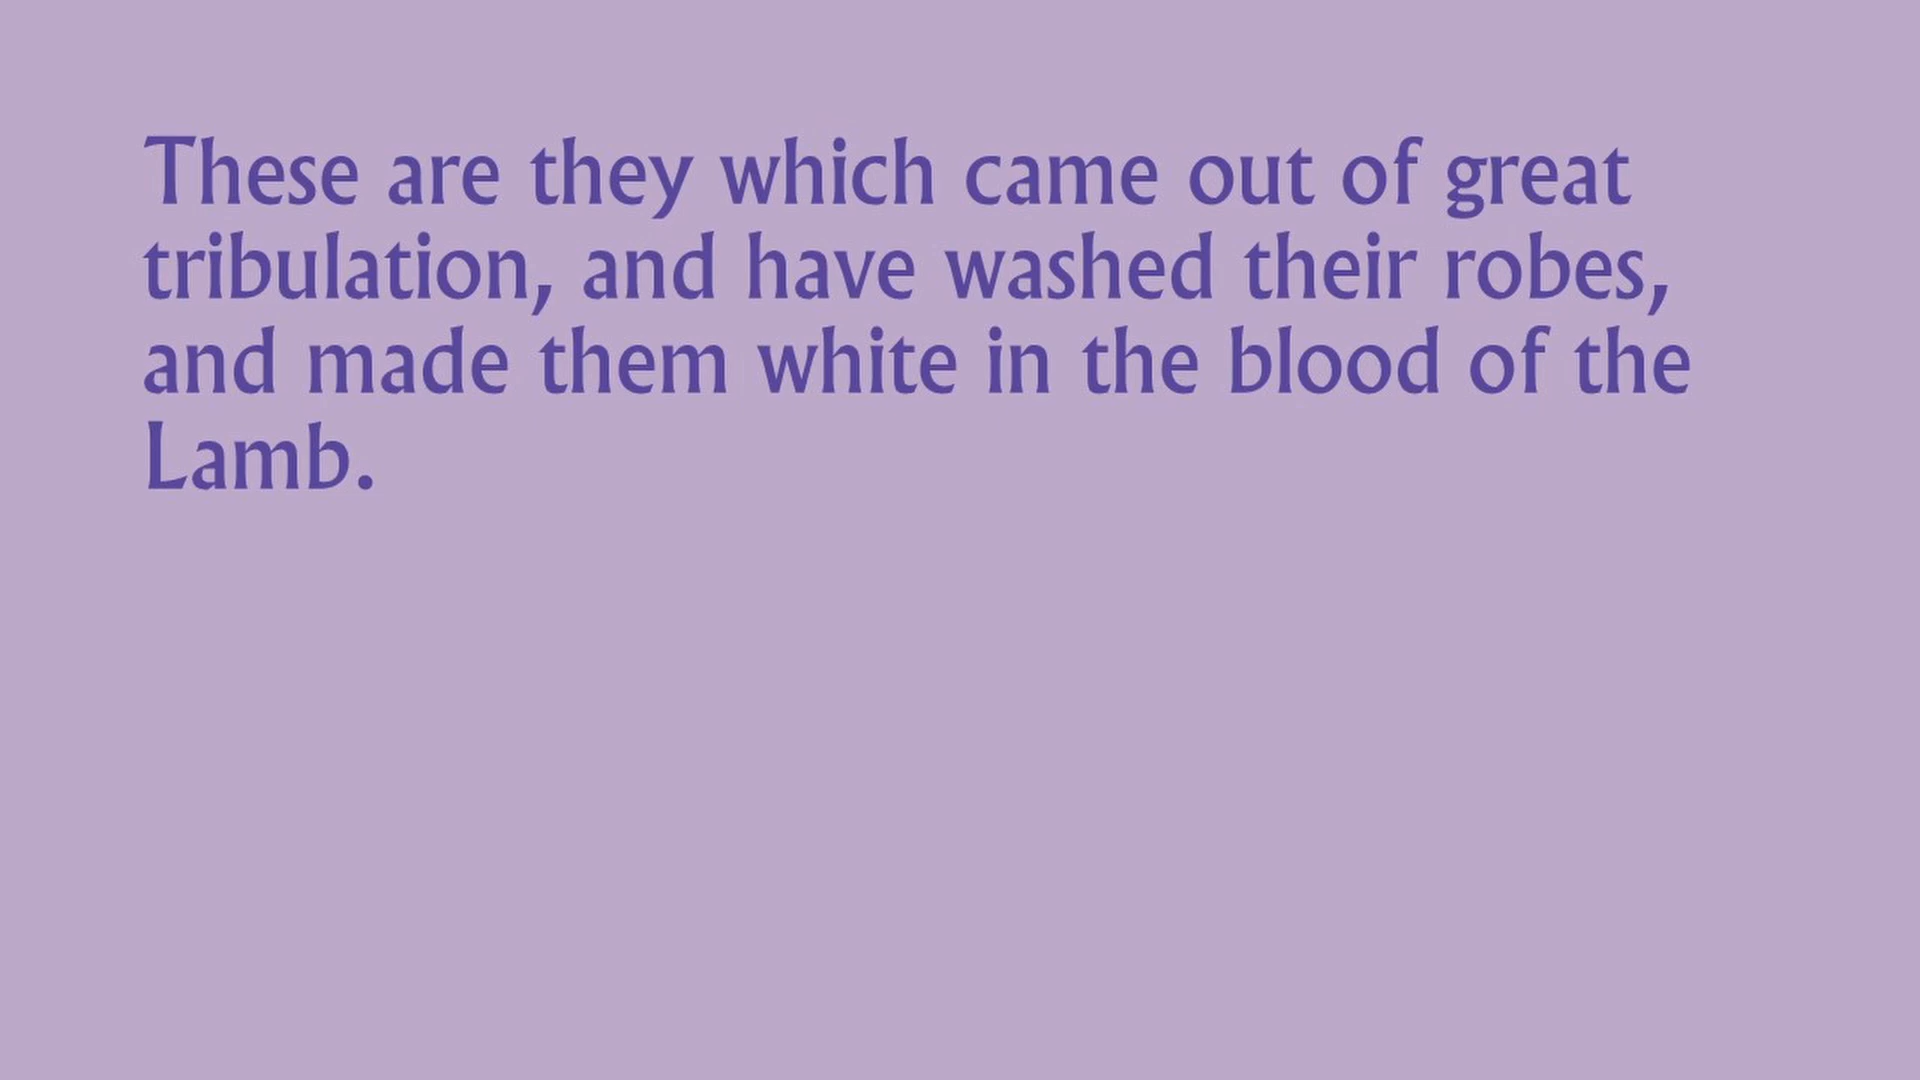 These are they which came out of great
tribulation, and have washed their robes,
and made them white in the blood of the
Lamb.